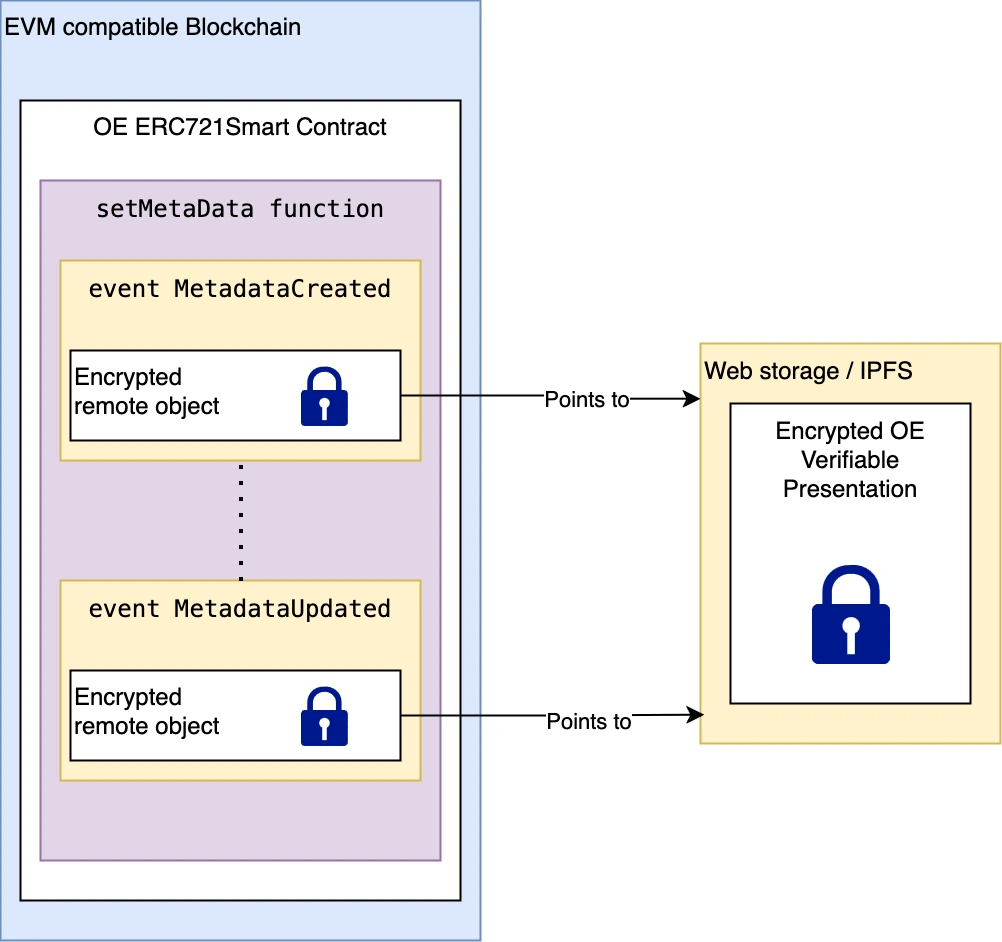 EVM compatible Blockchain
OE ERC721Smart Contract
setMetaData function
event MetadataCreated
Encrypted
remote object
Points to
Web storage / IPFS
Encrypted OE
Verifiable
Presentation
event MetadataUpdated
Encrypted
remote object
Points to